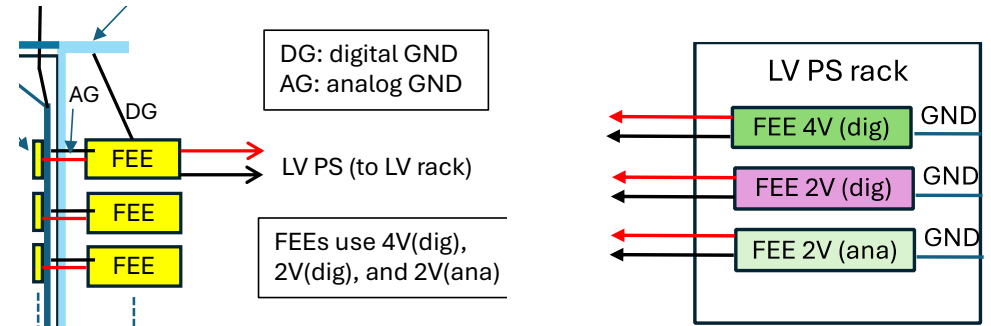 DG: digital GND
AG: analog GND
AG
DG
FEE
LV PS (to LV rack)
FEE
FEE
FEEs use 4V(dig),
2V(dig), and 2V(ana)
LV PS rack
FEE 4V (dig)
GND
FEE 2V (dig)
GND
FEE 2V (ana)
GND